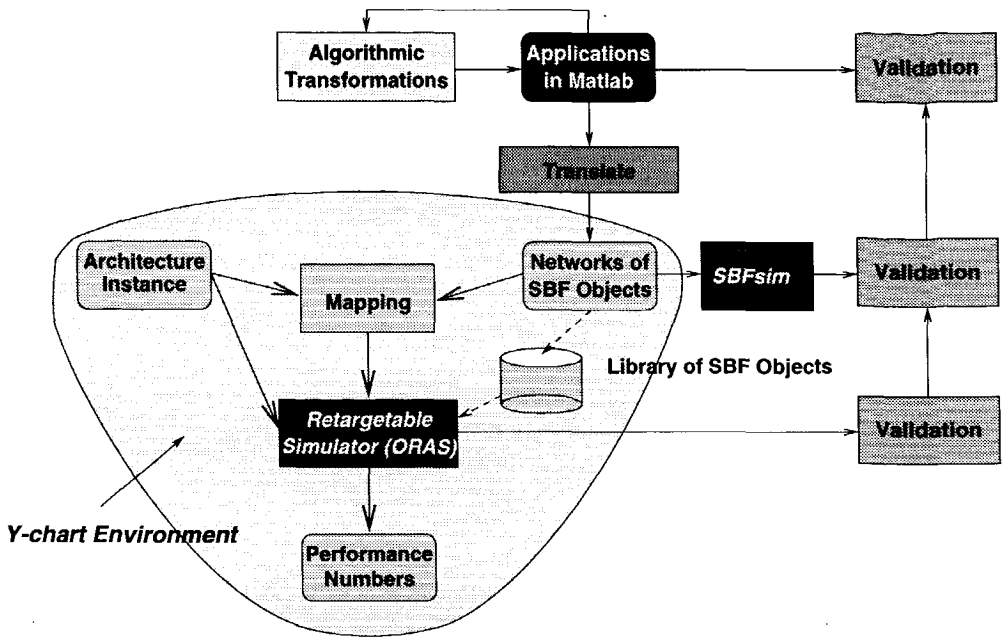 Algorithmic
Transformations
Applications
in Matlab
Validation
Translate
Architecture
Instance
Mapping
Networks of
SBF Objects
SBFsim
Validation
Library of SBF Objects
Retargetable
Simulator (ORAS)
Validation
Y-chart Environment
Performance
Numbers